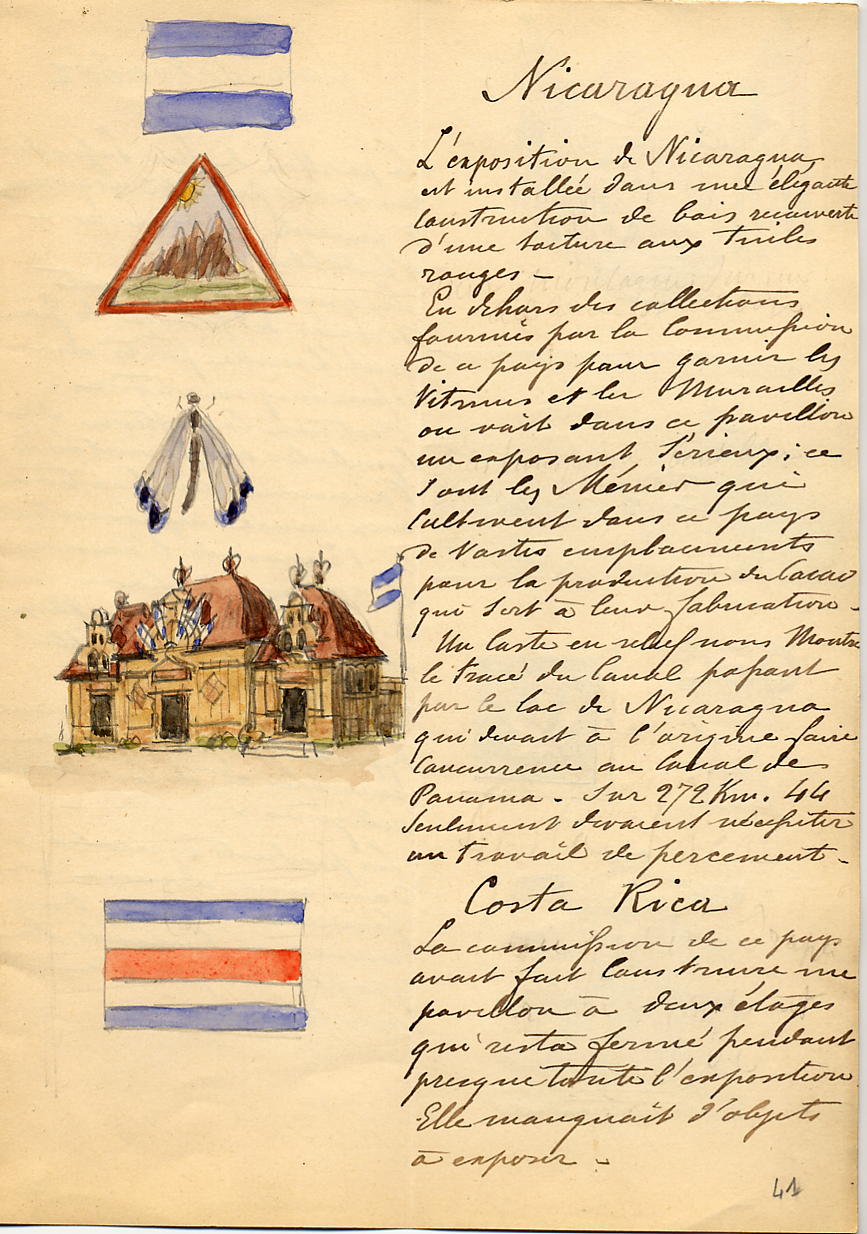 Nicaragua
L'exposition de Nicaragua
est installée dans une élégante
construction de bois recouverte
d'une toiture aux tuiles
rouges –
En dehors des collections
fournies par la Commission
de ce pays pour garnir les
Vitrines et les Murailles
on voit dans ce pavillon
un exposant sérieux; ce
sont les Ménier qui
cultivent dans ce pays
de vastes emplacements
pour la production du Cacao
qui sert à leur fabrication –
Un Caste en relief nous Montre
le tracé du Canal passant
par le lac de Nicaragua
qui devait à l'origine faire
concurrence au Canal de
Panama – Sur 272 Km. 44
seulement devaient nécessiter
un travail de percement –
Costa Rica
La commission de ce pays
avait fait construire un
pavillon à deux étages
qui resta fermé pendant
presque toute l'exposition
Elle manquait d'objets
à exposer –
41